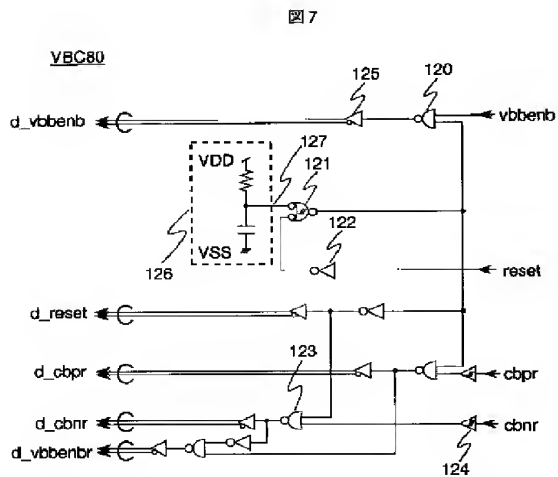 図7
VBC80
125
120
d_vbbenb
vbbenb
127
121
VDD
122
VSS
126
reset
d_reset
123
d_cbpr
cbpr
d_cbnr
cbnr
d_vbbenbr
124